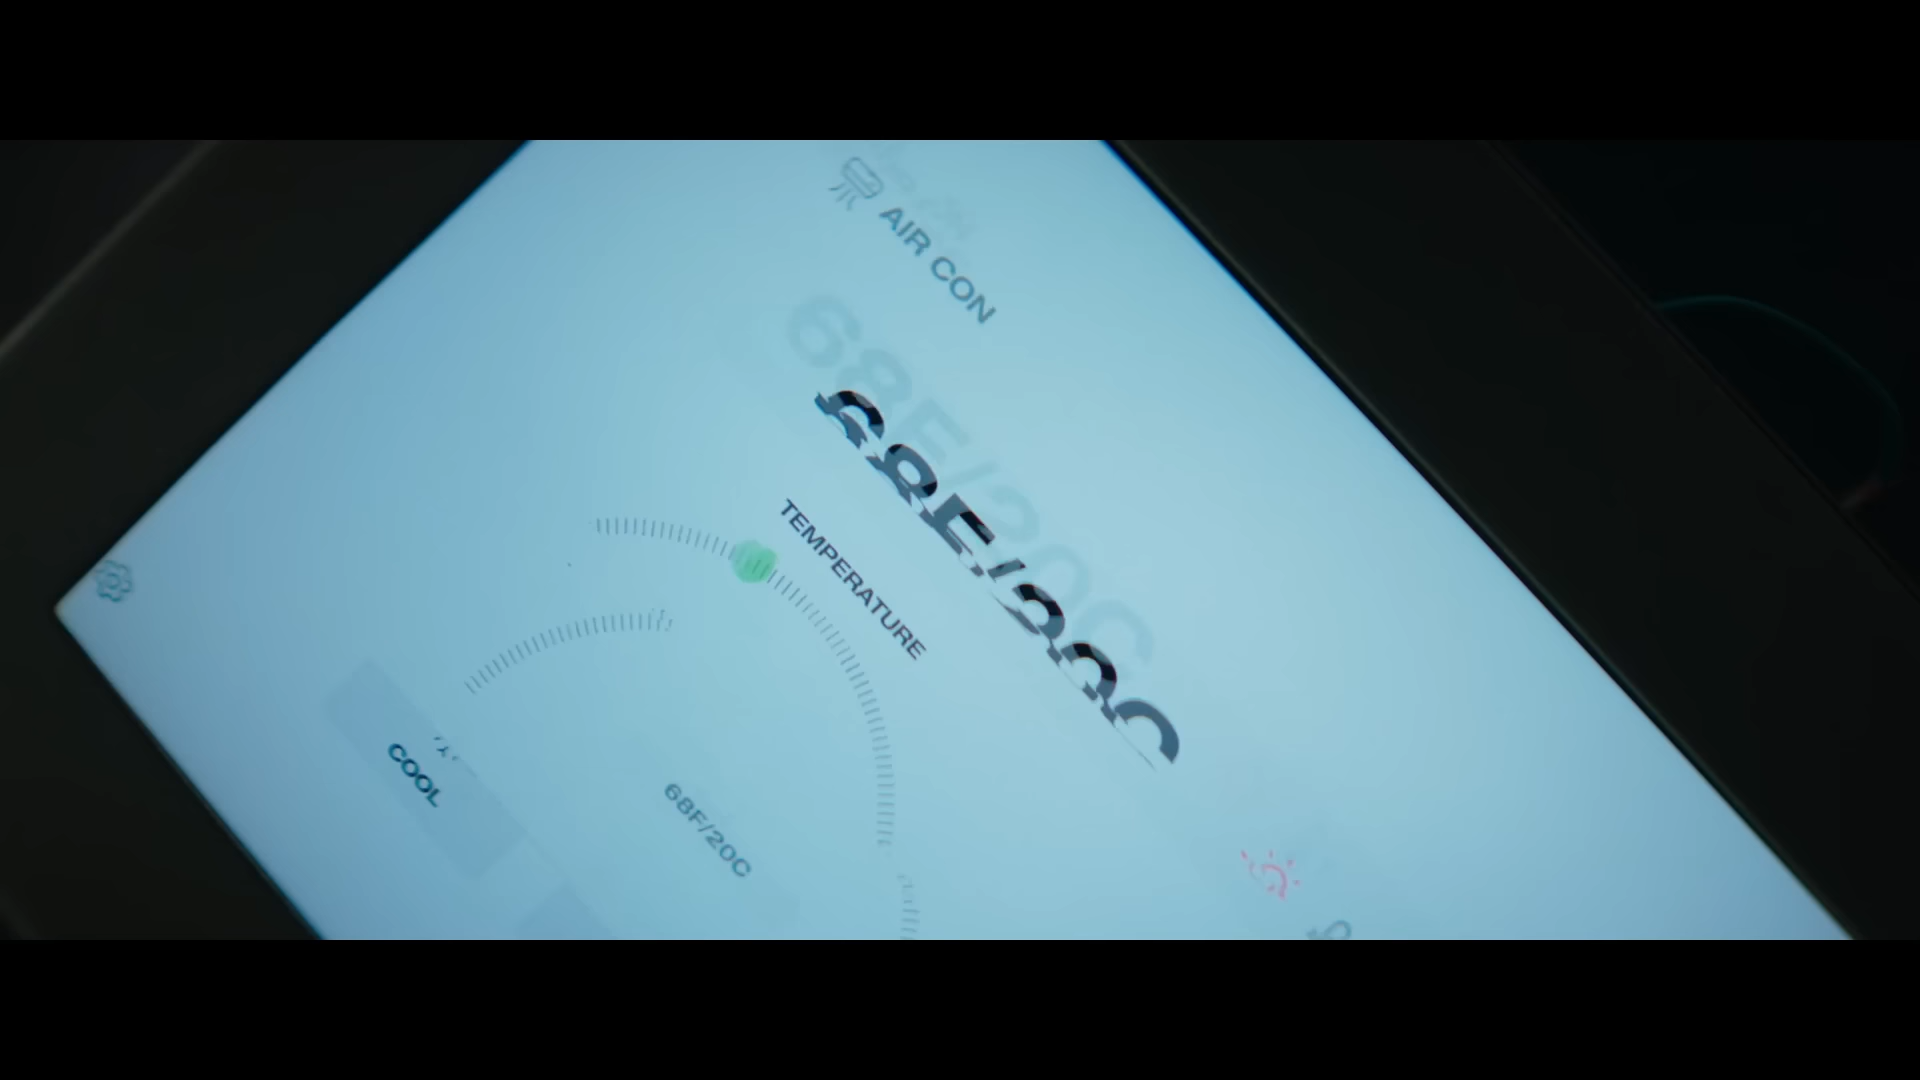 AIR CON
68F/20C
TEMPERATURE
COOL
68F/20C